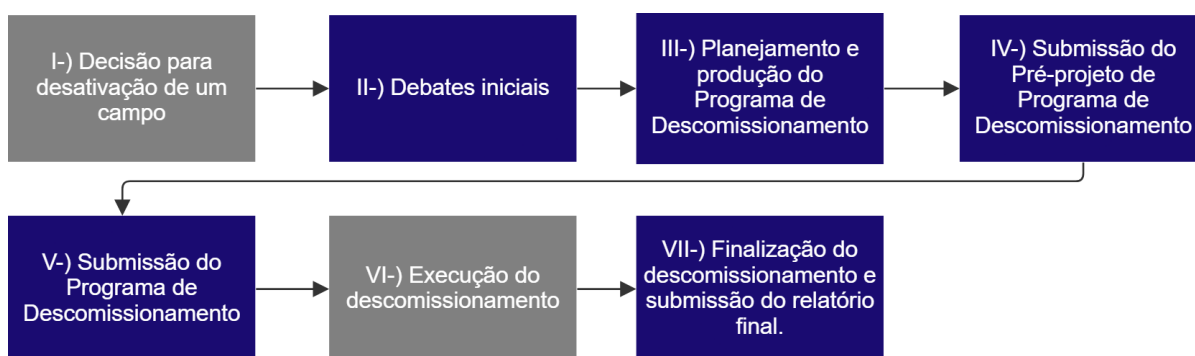 I-) Decisão para
desativação de um
campo
II-) Debates iniciais
III-) Planejamento e
produção do
Programa de
Descomissionamento
IV-) Submissão do
Pré-projeto de
Programa de
Descomissionamento
V-) Submissão do
Programa de
Descomissionamento
VI-) Execução do
descomissionamento
VII-) Finalização do
descomissionamento e
submissão do relatório
final.